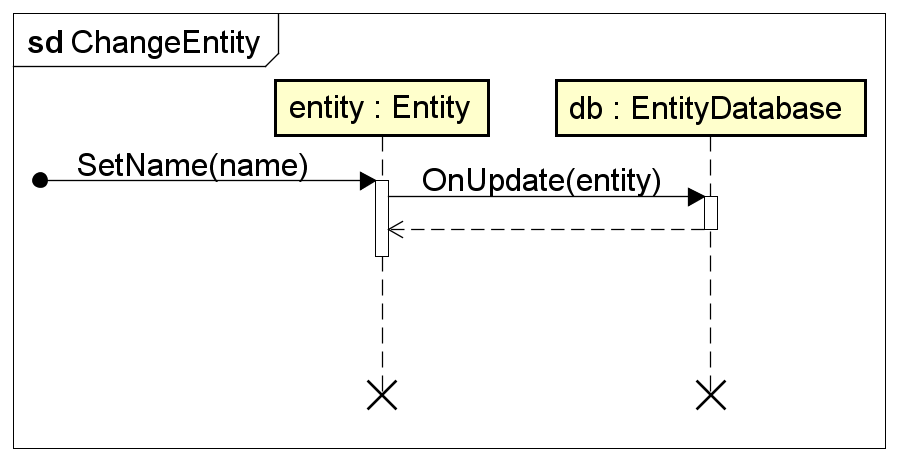 sd ChangeEntity
entity : Entity
db : EntityDatabase
SetName(name)
OnUpdate(entity)